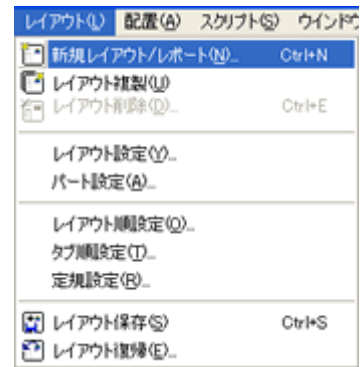 レイアウト(L) 配置(A) スクリプト(S) ウインドウ
新規レイアウト/レポート(N)... Ctrl+N
レイアウト複製(U)
レイアウト削除(D)... Ctrl+E
レイアウト設定(Y)...
パート設定(A)...
レイアウト順設定(O)...
タブ順設定(T)...
定規設定(R)...
レイアウト保存(S) Ctrl+S
レイアウト復帰(E)...